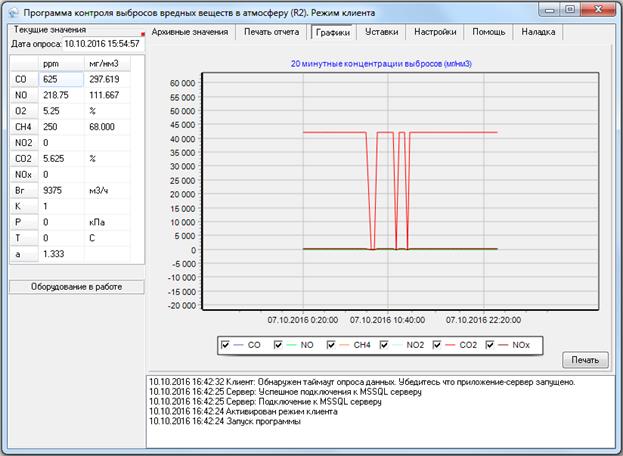 Программа контроля выбросов вредных веществ в атмосферу (R2). Режим клиента
Текущие значения
Дата опроса: 10.10.2016 15:54:57
ppm мг/нм3
CO 625 297.619
NO 218.75 111.667
O2 5.25 %
CH4 250 68.000
NO2 0
CO2 5.625 %
NOx 0
Вг 9375 м3/ч
K 1
P 0 кПа
T 0 C
a 1.333
Оборудование в работе
Архивные значения Печать отчета Графики Уставки Настройки Помощь Наладка
20 минутные концентрации выбросов (мг/нм3)
60 000
55 000
50 000
45 000
40 000
35 000
30 000
25 000
20 000
15 000
10 000
5 000
0
-5 000
-10 000
-15 000
-20 000
07.10.2016 0:20:00 07.10.2016 10:40:00 07.10.2016 22:20:00
CO NO CH4 NO2 CO2 NOx
Печать
10.10.2016 16:42:32 Клиент: Обнаружен таймаут опроса данных. Убедитесь что приложение-сервер запущено.
10.10.2016 16:42:25 Сервер: Успешное подключения к MSSQL серверу
10.10.2016 16:42:25 Сервер: Подключение к MSSQL серверу
10.10.2016 16:42:24 Активирован режим клиента
10.10.2016 16:42:24 Запуск программы